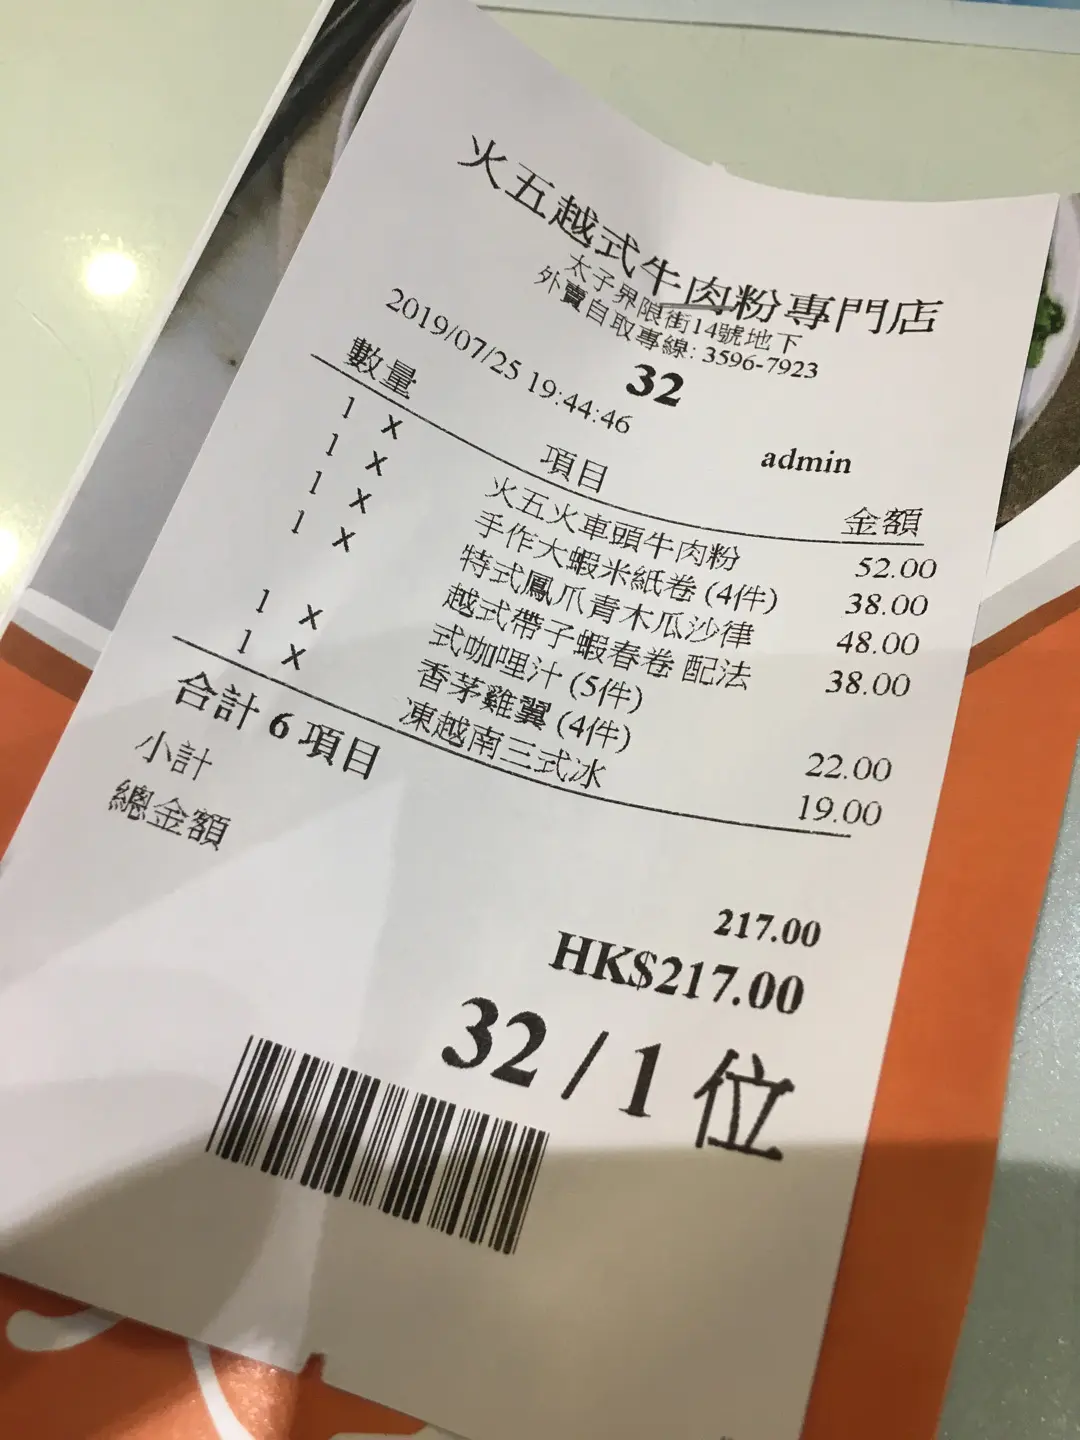 火五越式牛肉粉專門店
太子界限街14號地下
外賣自取專線: 3596-7923
32
2019/07/25 19:44:46 admin
數量 項目 金額
1 X 火五火車頭牛肉粉 52.00
1 X 手作大蝦米紙卷 (4件) 38.00
1 X 特式鳳爪青木瓜沙律 48.00
1 X 越式帶子蝦春卷 配法 38.00
式咖哩汁 (5件)
1 X 香茅雞翼 (4件) 22.00
1 X 凍越南三式冰 19.00
合計 6 項目
小計 217.00
總金額 HK$217.00
32 / 1 位